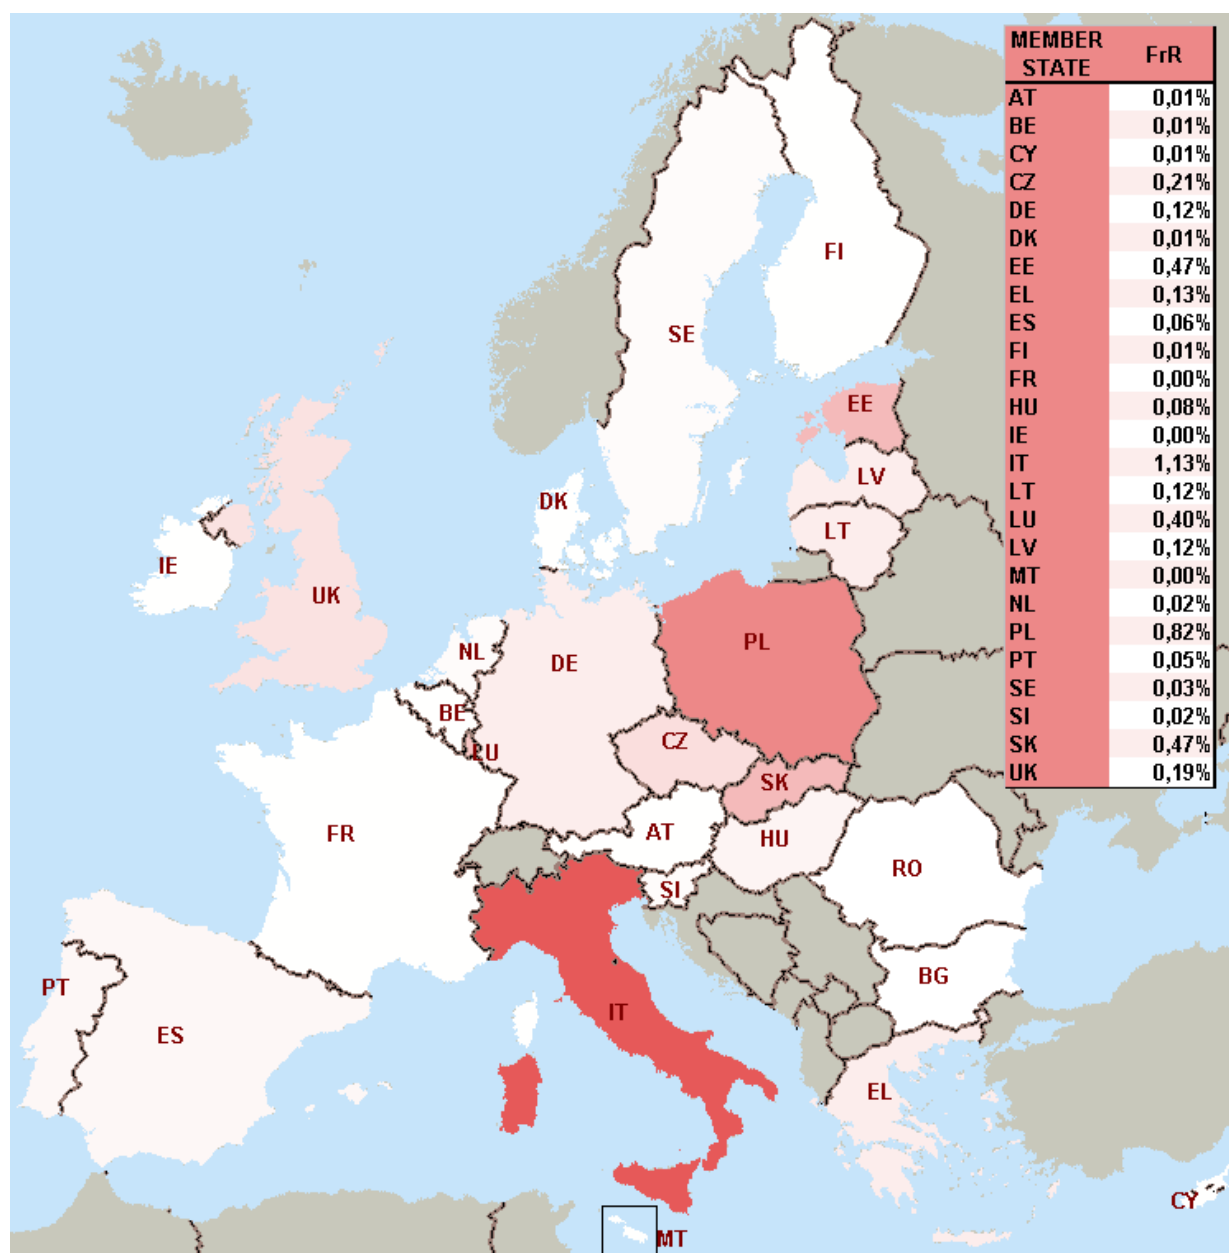 MEMBER STATE FrR
AT 0,01%
BE 0,01%
CY 0,01%
CZ 0,21%
DE 0,12%
DK 0,01%
EE 0,47%
EL 0,13%
ES 0,06%
FI 0,01%
FR 0,00%
HU 0,08%
IE 0,00%
IT 1,13%
LT 0,12%
LU 0,40%
LV 0,12%
MT 0,00%
NL 0,02%
PL 0,82%
PT 0,05%
SE 0,03%
SI 0,02%
SK 0,47%
UK 0,19%
FI
SE
EE
LV
DK
LT
IE
UK
PL
NL
DE
BE
CZ
LU
SK
FR
AT
HU
RO
SI
PT
BG
IT
ES
EL
CY
MT